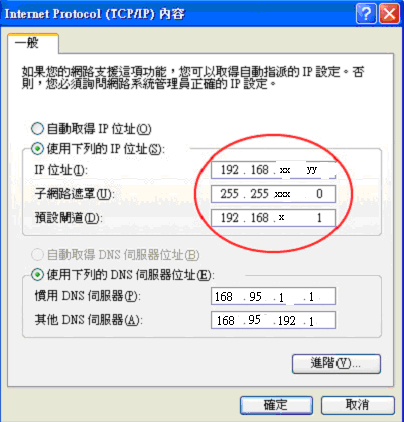 Internet Protocol (TCP/IP) 內容
一般
如果您的網路支援這項功能，您可以取得自動指派的 IP 設定。否
則，您必須詢問網路系統管理員正確的 IP 設定。
自動取得 IP 位址(O)
使用下列的 IP 位址(S):
IP 位址(I): 192 . 168 . xx yy
子網路遮罩(U): 255 . 255 xxx 0
預設閘道(D): 192 . 168 . x 1
自動取得 DNS 伺服器位址(B)
使用下列的 DNS 伺服器位址(E):
慣用 DNS 伺服器(P): 168 . 95 . 1 . 1
其他 DNS 伺服器(A): 168 . 95 . 192 . 1
進階(V)...
確定 取消